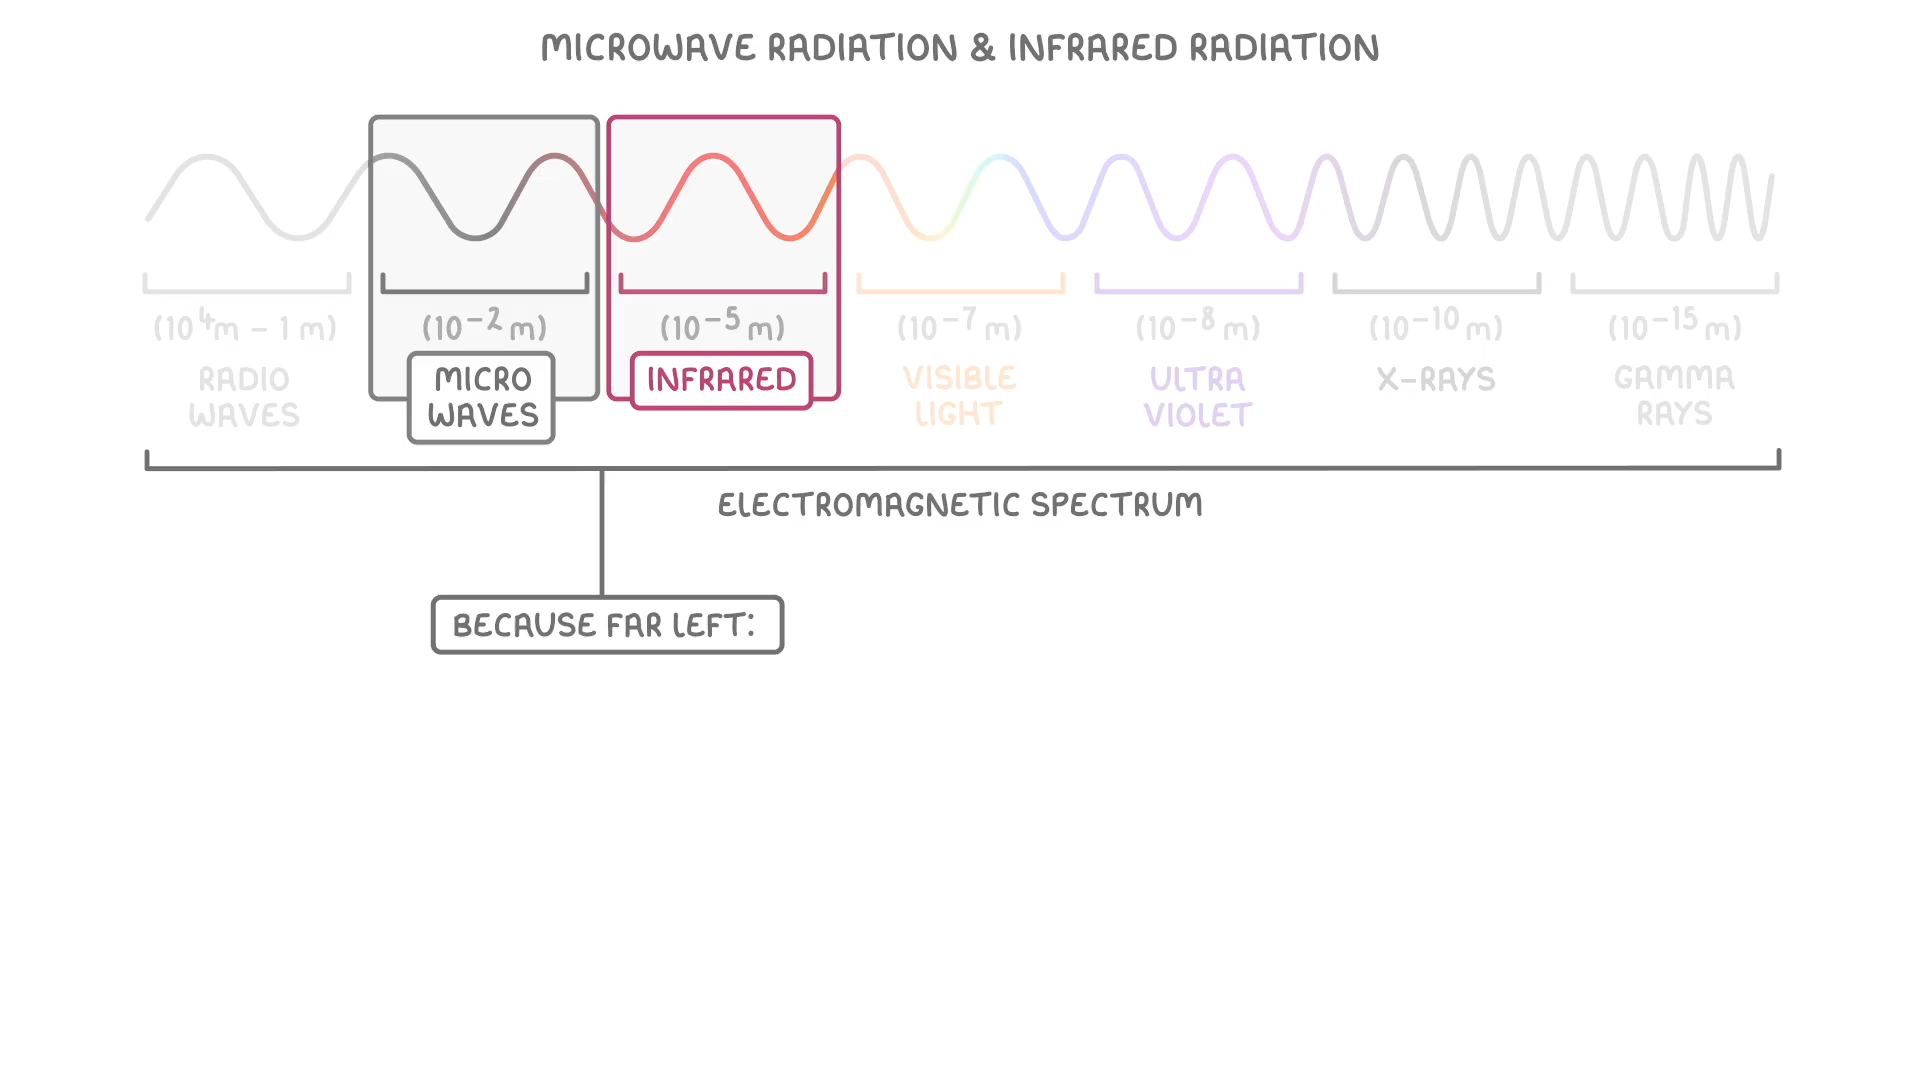 MICROWAVE RADIATION & INFRARED RADIATION
(10⁴m – 1 m)
(10⁻² m)
(10⁻⁵ m)
(10⁻⁷ m)
(10⁻⁸ m)
(10⁻¹⁰ m)
(10⁻¹⁵ m)
RADIO
WAVES
MICRO
WAVES
INFRARED
VISIBLE
LIGHT
ULTRA
VIOLET
X-RAYS
GAMMA
RAYS
ELECTROMAGNETIC SPECTRUM
BECAUSE FAR LEFT: